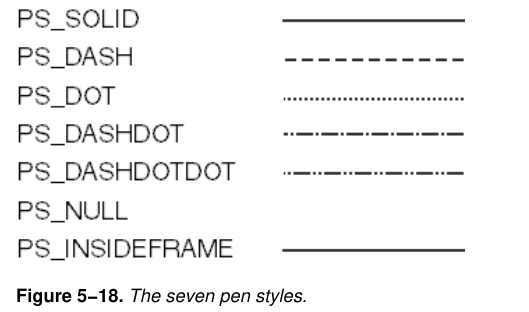 PS_SOLID
PS_DASH
PS_DOT
PS_DASHDOT
PS_DASHDOTDOT
PS_NULL
PS_INSIDEFRAME
Figure 5–18. The seven pen styles.